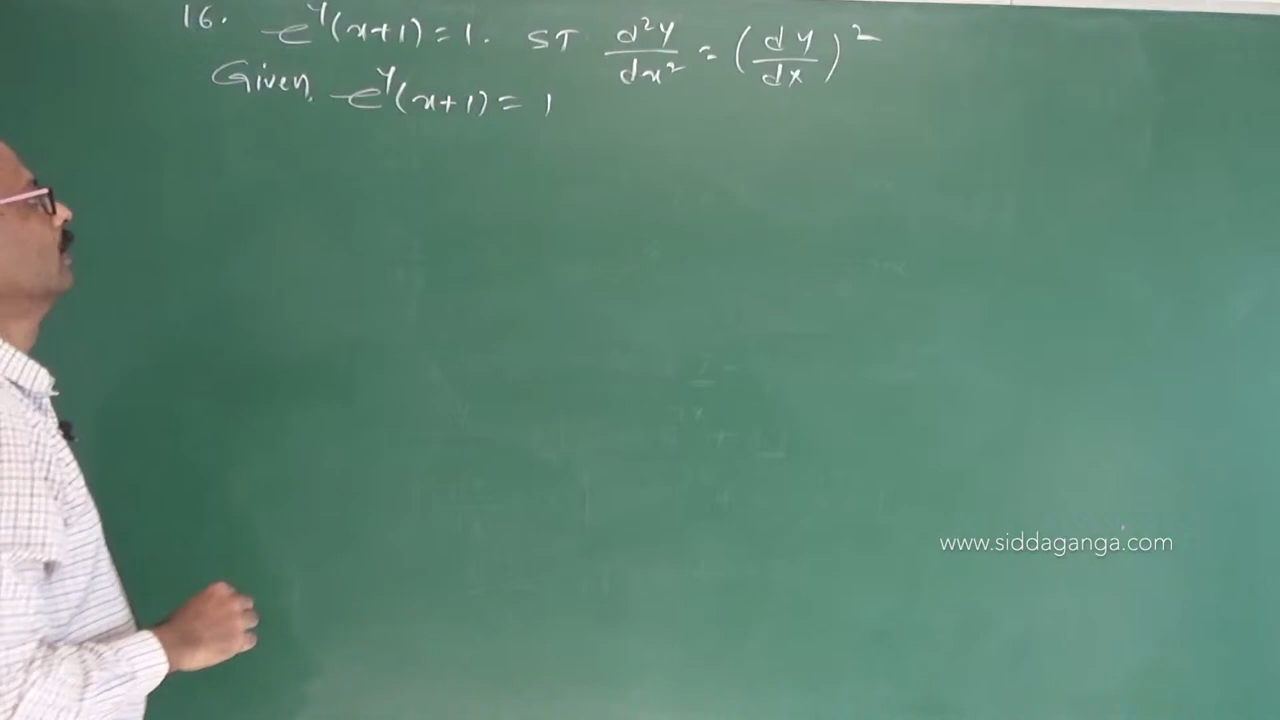 16. e^y(x+1)=1. ST d²y/dx² = (dy/dx)²
Given, e^y(x+1) = 1
www.siddaganga.com